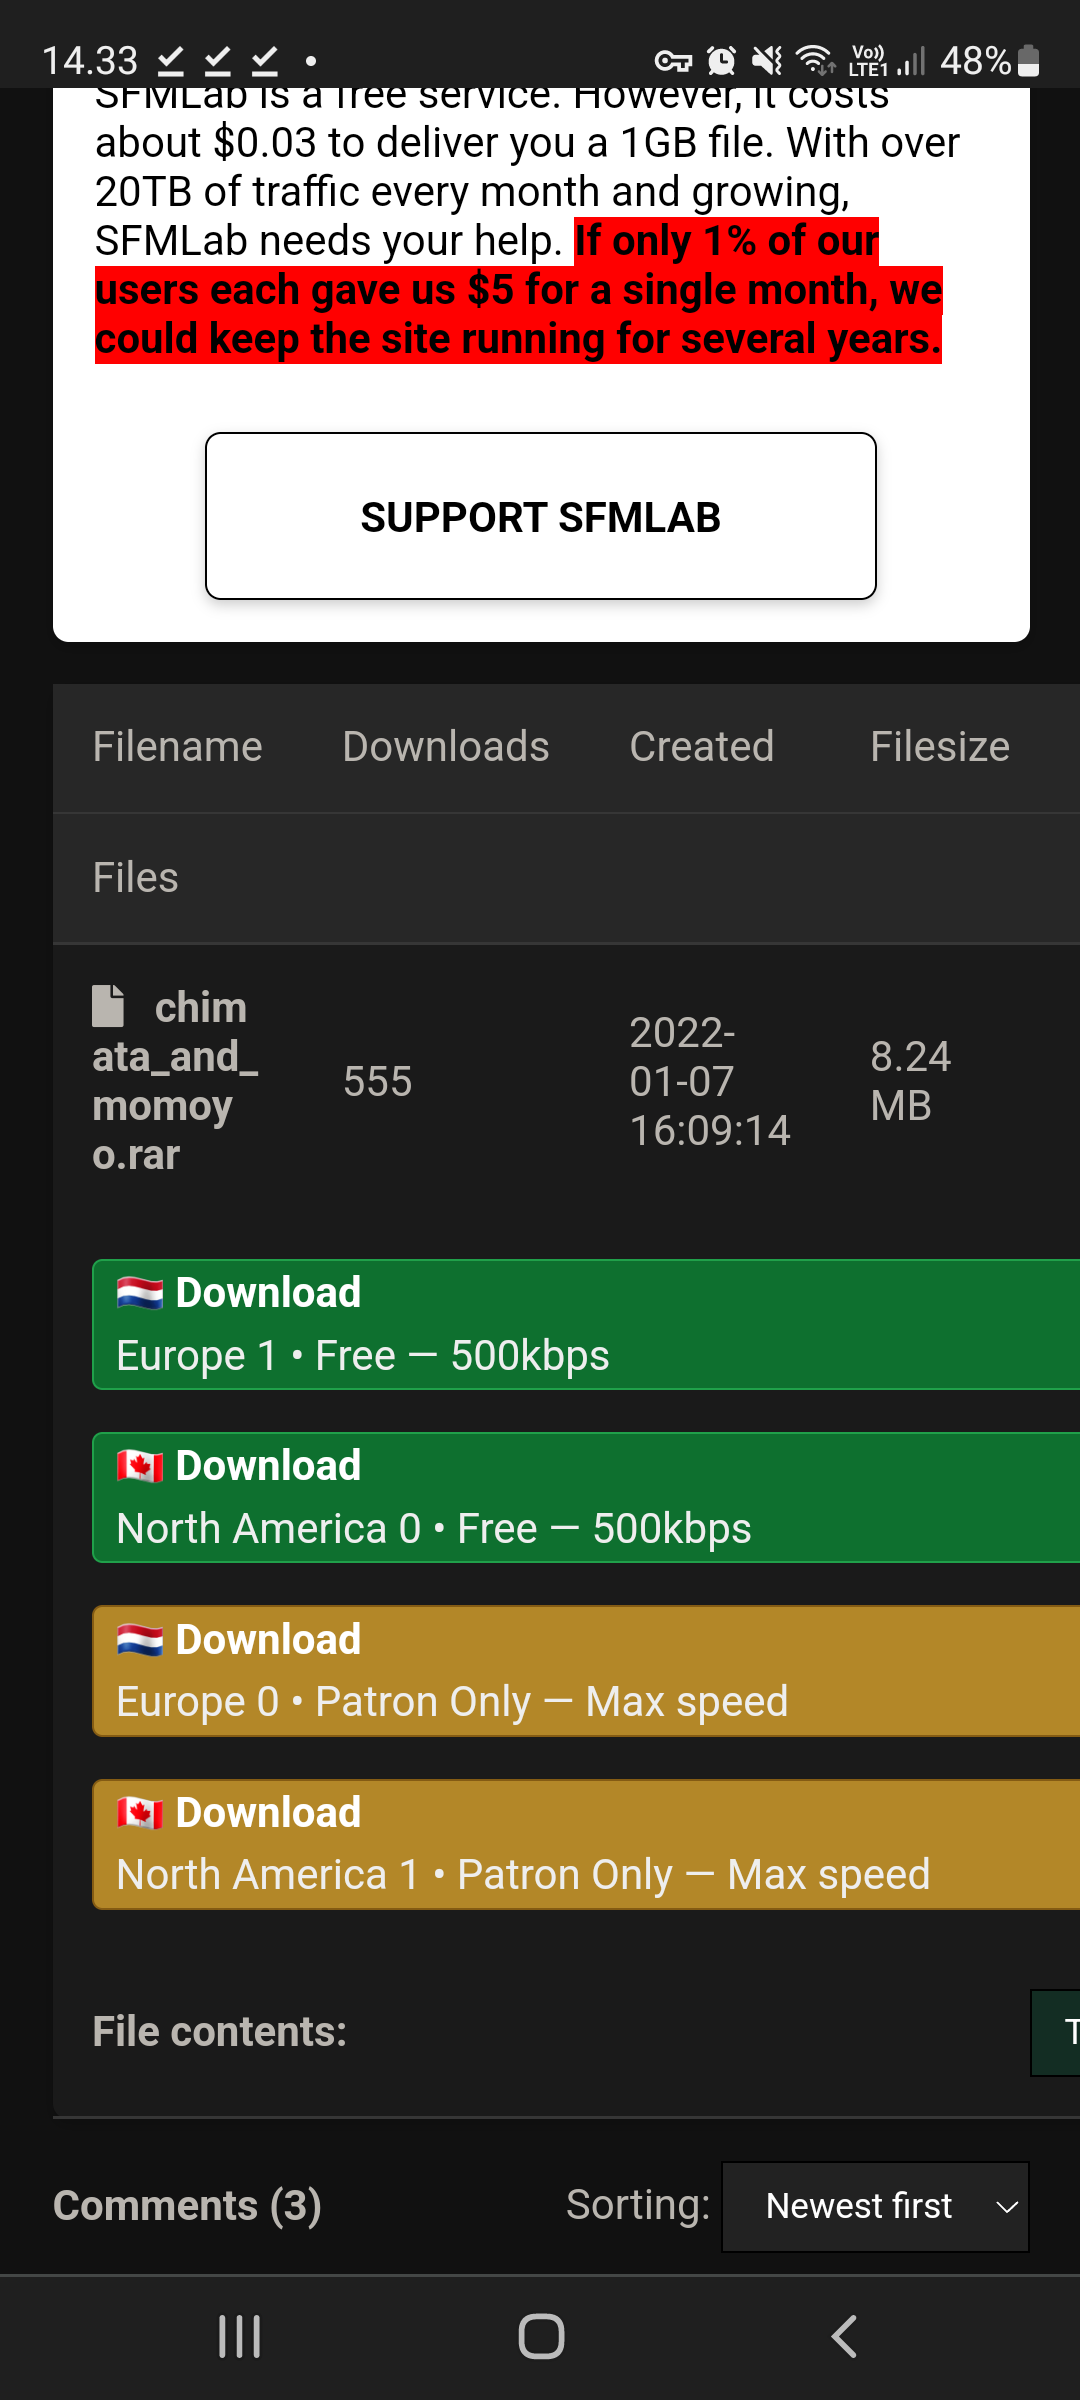 14.33
Vo))
LTE1
48%
SFMLab is a free service. However, it costs
about $0.03 to deliver you a 1GB file. With over
20TB of traffic every month and growing,
SFMLab needs your help. If only 1% of our
users each gave us $5 for a single month, we
could keep the site running for several years.
SUPPORT SFMLAB
Filename Downloads Created Filesize
Files
chim
ata_and_
momoy
o.rar
555
2022-
01-07
16:09:14
8.24
MB
Download
Europe 1 • Free — 500kbps
Download
North America 0 • Free — 500kbps
Download
Europe 0 • Patron Only — Max speed
Download
North America 1 • Patron Only — Max speed
File contents:
T
Comments (3) Sorting: Newest first